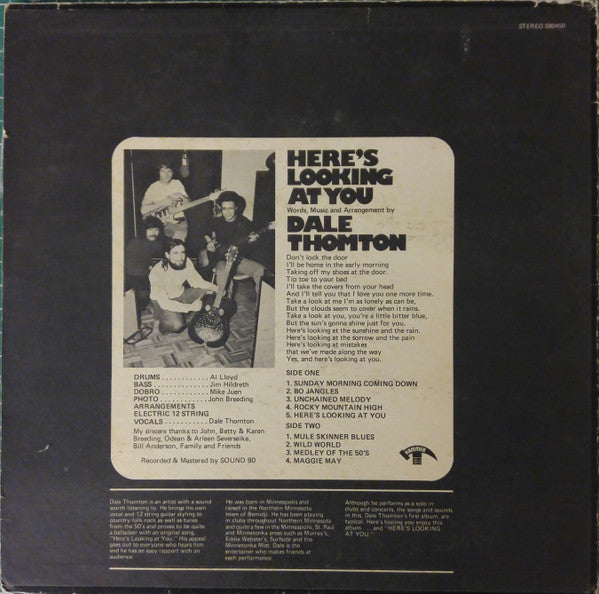 STEREO S80450
HERE'S
LOOKING
AT YOU
Words, Music and Arrangement by
DALE
THOMTON
Don't lock the door
I'll be home in the early morning
Taking off my shoes at the door.
Tip toe to your bed
I'll take the covers from your head
And I'll tell you that I love you one more time.
Take a look at me I'm as lonely as can be,
But the clouds seem to cover when it rains.
Take a look at you, you're a little bitter blue,
But the sun's gonna shine just for you.
Here's looking at the sunshine and the rain.
Here's looking at the sorrow and the pain
Here's looking at mistakes
that we've made along the way
Yes, and here's looking at you.
DRUMS . . . . . . . . . . . . Al Lloyd
BASS . . . . . . . . . . . . . Jim Hildreth
DOBRO . . . . . . . . . . . . Mike Juen
PHOTO . . . . . . . . . . . . John Breeding
ARRANGEMENTS
ELECTRIC 12 STRING
VOCALS . . . . . . . . . . . Dale Thomton
My sincere thanks to John, Betty & Karen
Breeding, Odean & Arleen Severseike,
Bill Anderson, Family and Friends
Recorded & Mastered by SOUND 80
SIDE ONE
1. SUNDAY MORNING COMING DOWN
2. BO JANGLES
3. UNCHAINED MELODY
4. ROCKY MOUNTAIN HIGH
5. HERE'S LOOKING AT YOU
SIDE TWO
1. MULE SKINNER BLUES
2. WILD WORLD
3. MEDLEY OF THE 50'S
4. MAGGIE MAY
Dale Thomton is an artist with a sound
worth listening to. He brings his own
vocal and 12 string guitar styling to
country folk rock as well as tunes
from the 50's and proves to be quite
a balladeer with an original song,
"Here's Looking at You." His appeal
goes out to everyone who hears him
and he has an easy rapport with an
audience.
He was born in Minneapolis and
raised in the Northern Minnesota
town of Bemidji. He has been playing
in clubs throughout Northern Minnesota
and quite a few in the Minneapolis, St. Paul
and Minnetonka areas such as Murray's,
Eddie Webster's, Surfside and the
Minnetonka Mist. Dale is the
entertainer who makes friends at
each performance.
Although he performs as a solo in
clubs and concerts, the songs and sounds
in this, Dale Thomton's first album, are
typical. Here's hoping you enjoy this
album . . . . and "HERE'S LOOKING
AT YOU."